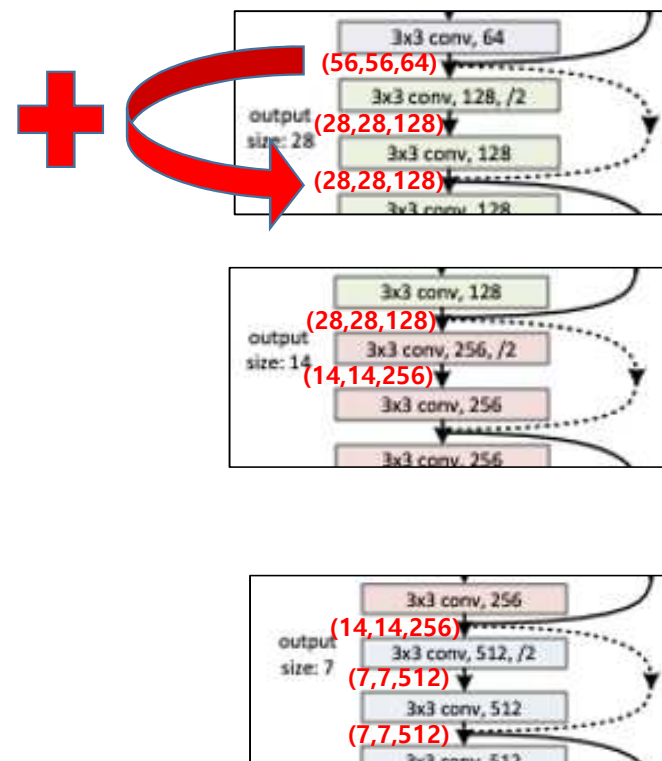 3x3 conv, 64
(56,56,64)
3x3 conv, 128, /2
output
size: 28
(28,28,128)
3x3 conv, 128
(28,28,128)
3x3 conv, 128
3x3 conv, 128
(28,28,128)
output
size: 14
3x3 conv, 256, /2
(14,14,256)
3x3 conv, 256
3x3 conv, 256
3x3 conv, 256
(14,14,256)
output
size: 7
3x3 conv, 512, /2
(7,7,512)
3x3 conv, 512
(7,7,512)
3x3 conv, 512